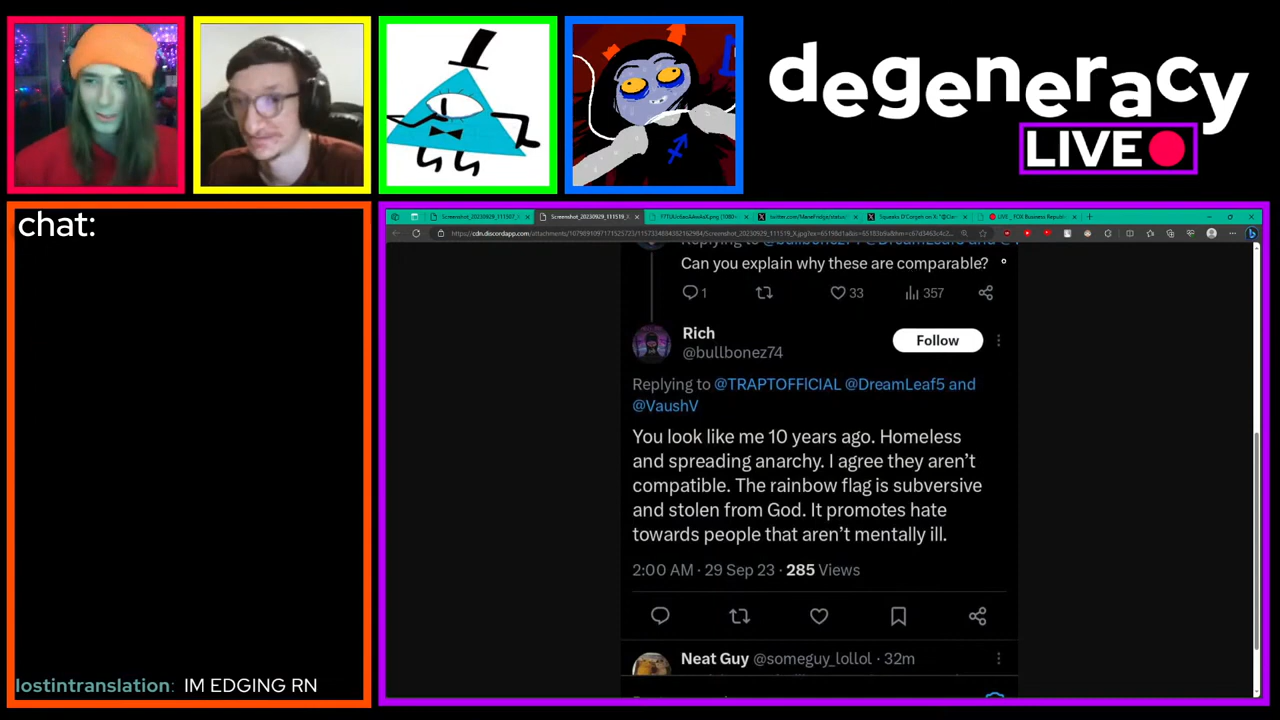 degeneracy
LIVE
chat:
lostintranslation: IM EDGING RN
Can you explain why these are comparable?
1
33
357
Rich
@bullbonez74
Follow
Replying to @TRAPTOFFICIAL @DreamLeaf5 and
@VaushV
You look like me 10 years ago. Homeless
and spreading anarchy. I agree they aren’t
compatible. The rainbow flag is subversive
and stolen from God. It promotes hate
towards people that aren’t mentally ill.
2:00 AM · 29 Sep 23 · 285 Views
Neat Guy @someguy_lollol · 32m